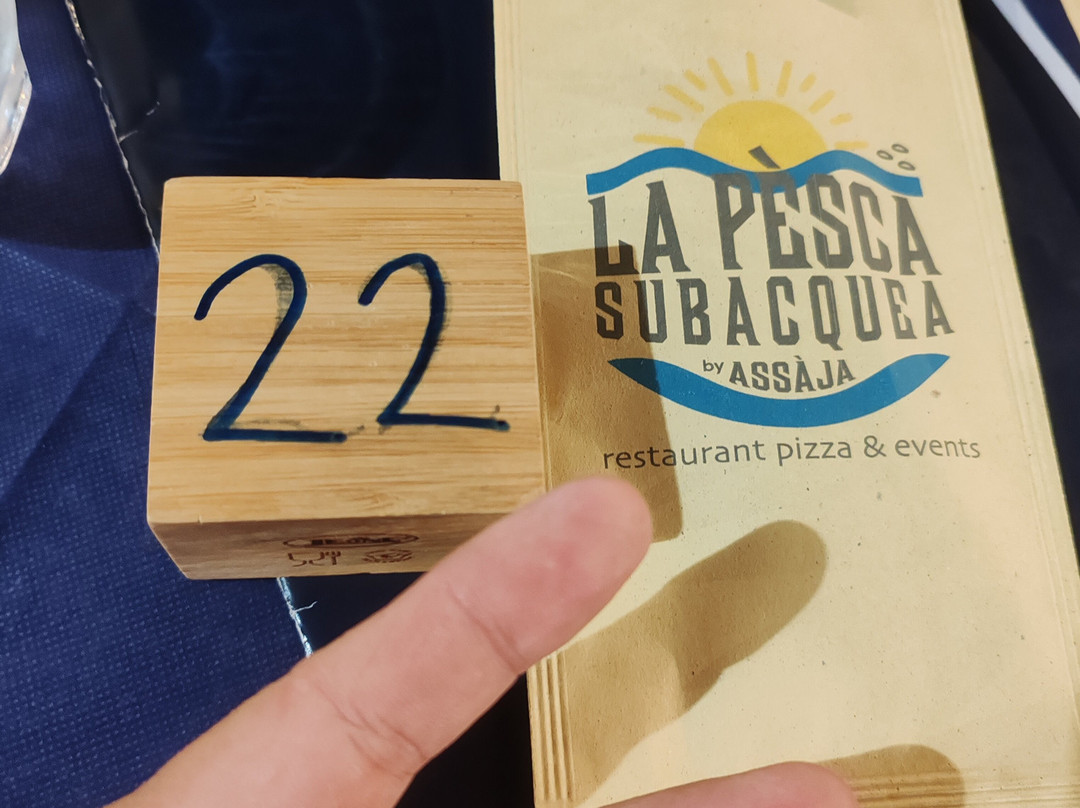 22
LA PÈSCA
SUBACQUEA
by ASSÀJA
restaurant pizza & events